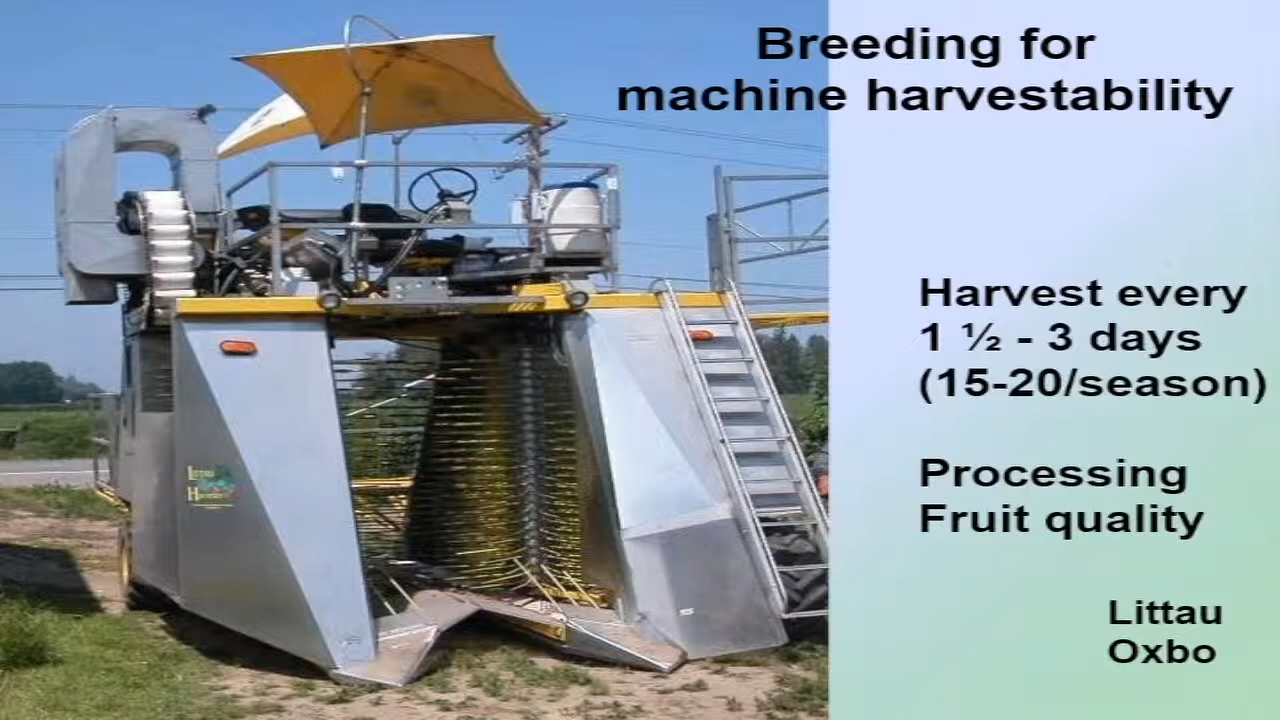 Breeding for
machine harvestability
Harvest every
1 ½ - 3 days
(15-20/season)
Processing
Fruit quality
Littau
Oxbo
Littau